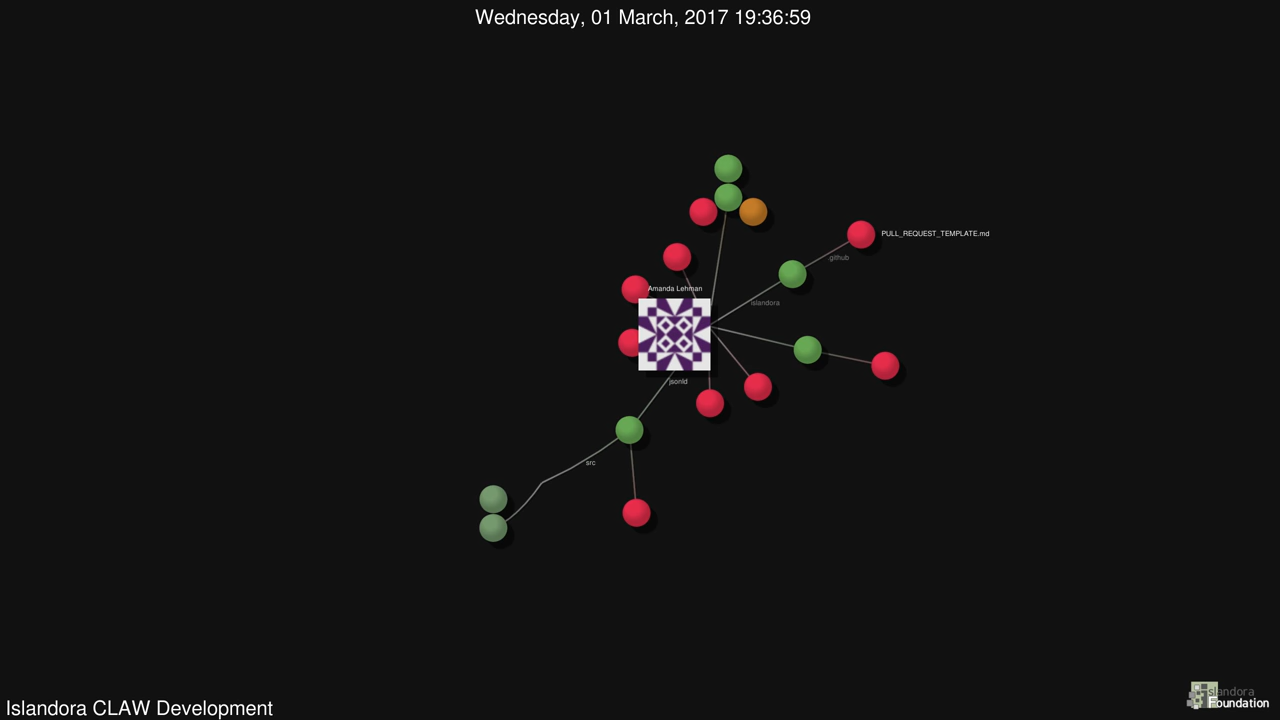 Wednesday, 01 March, 2017 19:36:59
PULL_REQUEST_TEMPLATE.md
.github
Amanda Lehman
islandora
jsonld
src
Islandora CLAW Development
Islandora
Foundation